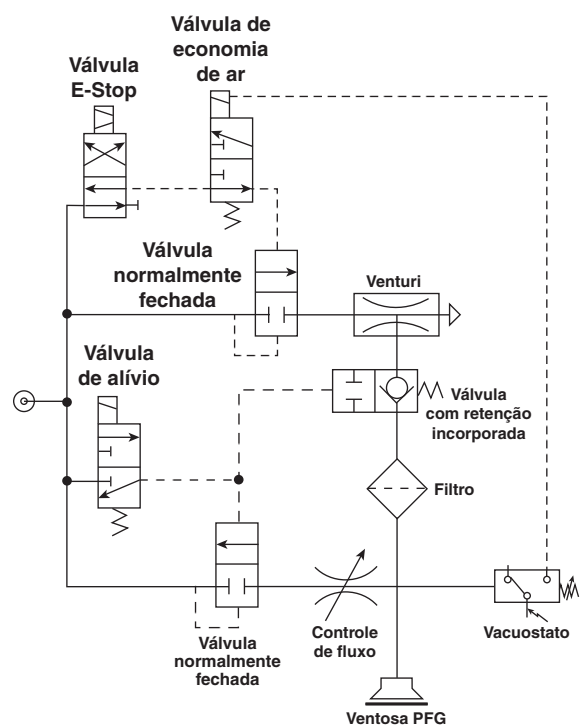 Válvula de
economia
de ar
Válvula
E-Stop
Válvula
normalmente
fechada
Venturi
Válvula
de alívio
Válvula
com retenção
incorporada
Filtro
Válvula
normalmente
fechada
Controle
de fluxo
Vacuostato
Ventosa PFG